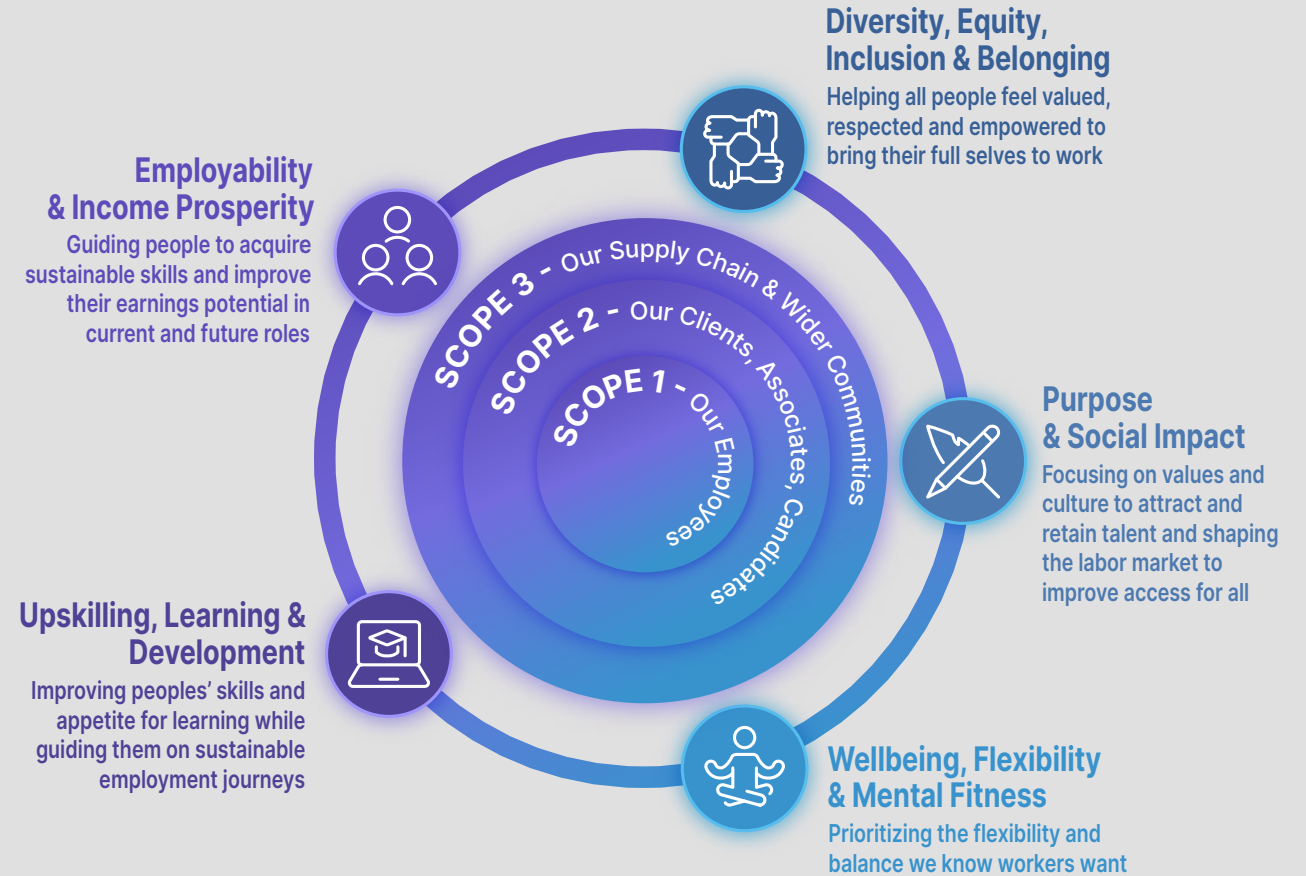 Diversity, Equity,
Inclusion & Belonging
Helping all people feel valued,
respected and empowered to
bring their full selves to work
Employability
& Income Prosperity
Guiding people to acquire
sustainable skills and improve
their earnings potential in
current and future roles
SCOPE 3 - Our Supply Chain & Wider Communities
SCOPE 2 - Our Clients, Associates, Candidates
SCOPE 1 - Our Employees
Purpose
& Social Impact
Focusing on values and
culture to attract and
retain talent and shaping
the labor market to
improve access for all
Upskilling, Learning &
Development
Improving peoples’ skills and
appetite for learning while
guiding them on sustainable
employment journeys
Wellbeing, Flexibility
& Mental Fitness
Prioritizing the flexibility and
balance we know workers want